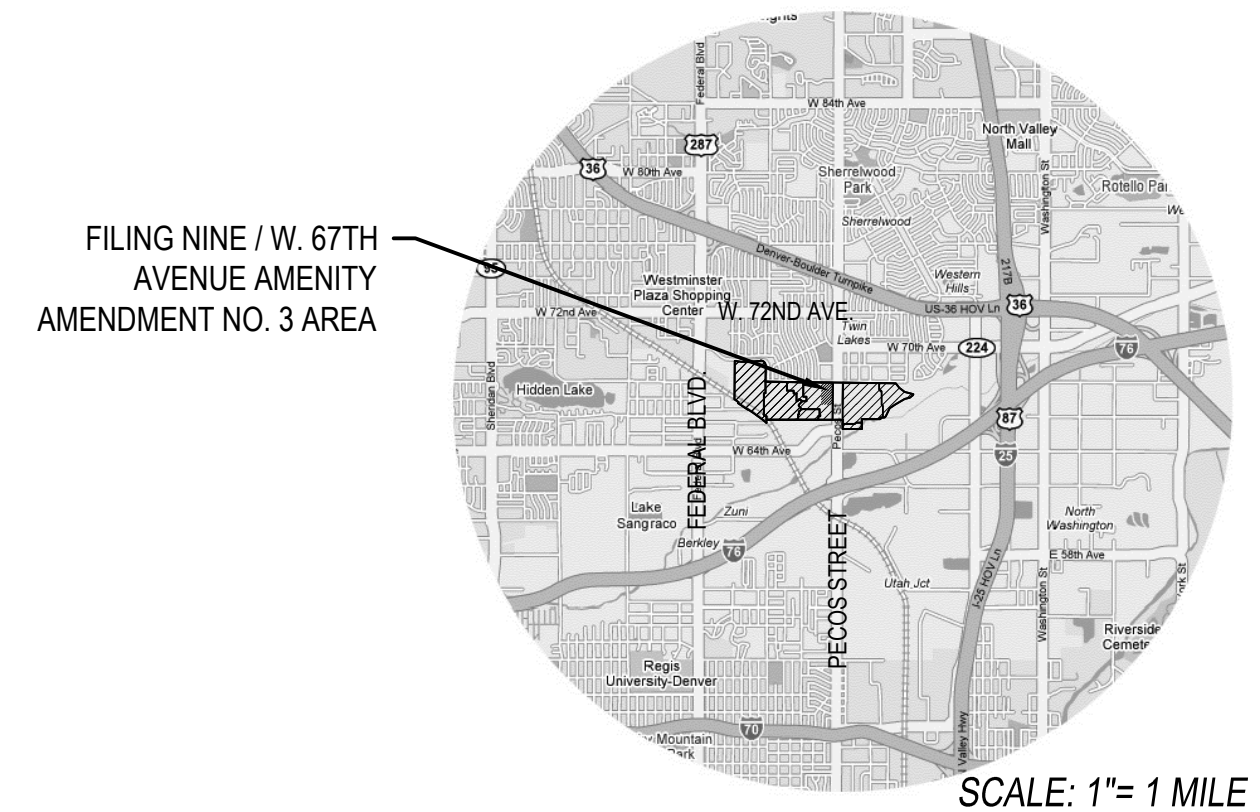 W 84th Ave
Federal Blvd
North Valley
Mall
287
36
W 80th Ave
Sherrelwood
Park
Washington St
Sherrelwood
FILING NINE / W. 67TH
AVENUE AMENITY
AMENDMENT NO. 3 AREA
95
Denver-Boulder Turnpike
217B
Westminster
Plaza Shopping
Center
Western
Hills
W 72nd Ave
W. 72ND AVE.
US-36 HOV Ln
36
Twin
Lakes
W 70th Ave
224
76
Sheridan Blvd
Hidden Lake
FEDERAL BLVD.
Pecos St
87
25
W 64th Ave
Lake
Sangraco
Zuni
North
Washington
Berkley
76
PECOS STREET
E 58th Ave
Utah Jct
I-25 HOV Ln
Washington St
Riverside
Regis
University-Denver
70
Mountain
Valley Hwy
SCALE: 1"= 1 MILE